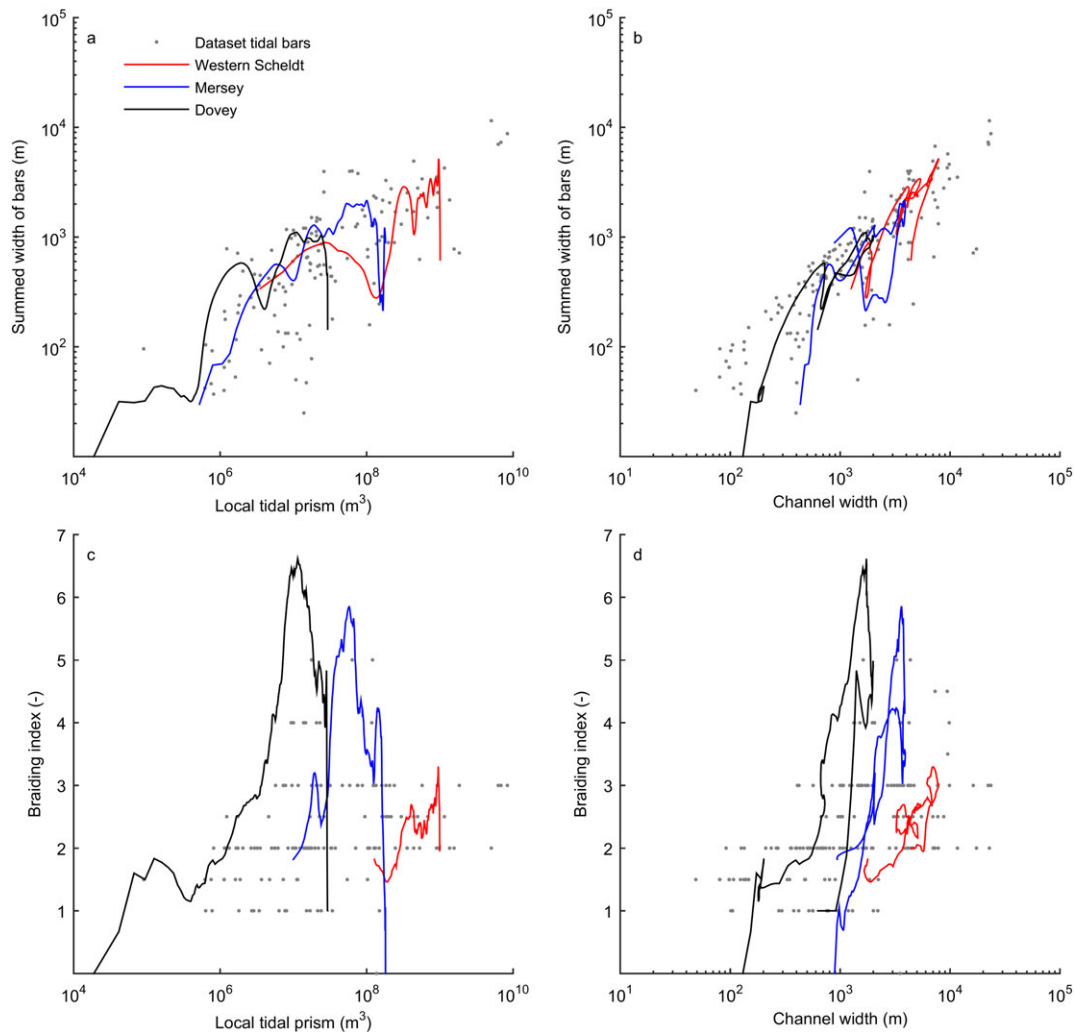 a
Dataset tidal bars
Western Scheldt
Mersey
Dovey
10^5
10^4
10^3
10^2
Summed width of bars (m)
10^4
10^6
10^8
10^10
Local tidal prism (m^3)
b
10^5
10^4
10^3
10^2
Summed width of bars (m)
10^1
10^2
10^3
10^4
10^5
Channel width (m)
c
7
6
5
4
3
2
1
Braiding index (-)
10^4
10^6
10^8
10^10
Local tidal prism (m^3)
d
7
6
5
4
3
2
1
Braiding index (-)
10^1
10^2
10^3
10^4
10^5
Channel width (m)